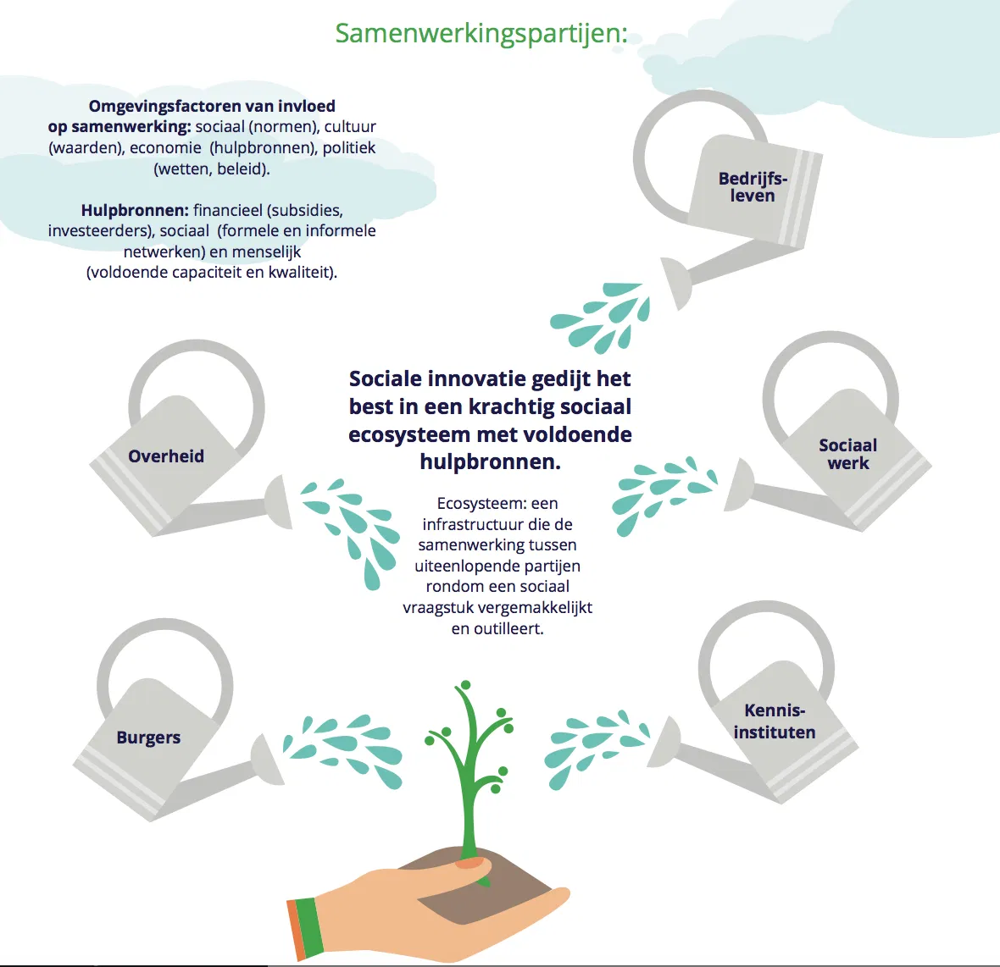 Samenwerkingspartijen:
Omgevingsfactoren van invloed
op samenwerking: sociaal (normen), cultuur
(waarden), economie (hulpbronnen), politiek
(wetten, beleid).
Hulpbronnen: financieel (subsidies,
investeerders), sociaal (formele en informele
netwerken) en menselijk
(voldoende capaciteit en kwaliteit).
Bedrijfs-
leven
Sociale innovatie gedijt het
best in een krachtig sociaal
ecosysteem met voldoende
hulpbronnen.
Overheid
Sociaal
werk
Ecosysteem: een
infrastructuur die de
samenwerking tussen
uiteenlopende partijen
rondom een sociaal
vraagstuk vergemakkelijkt
en outilleert.
Burgers
Kennis-
instituten